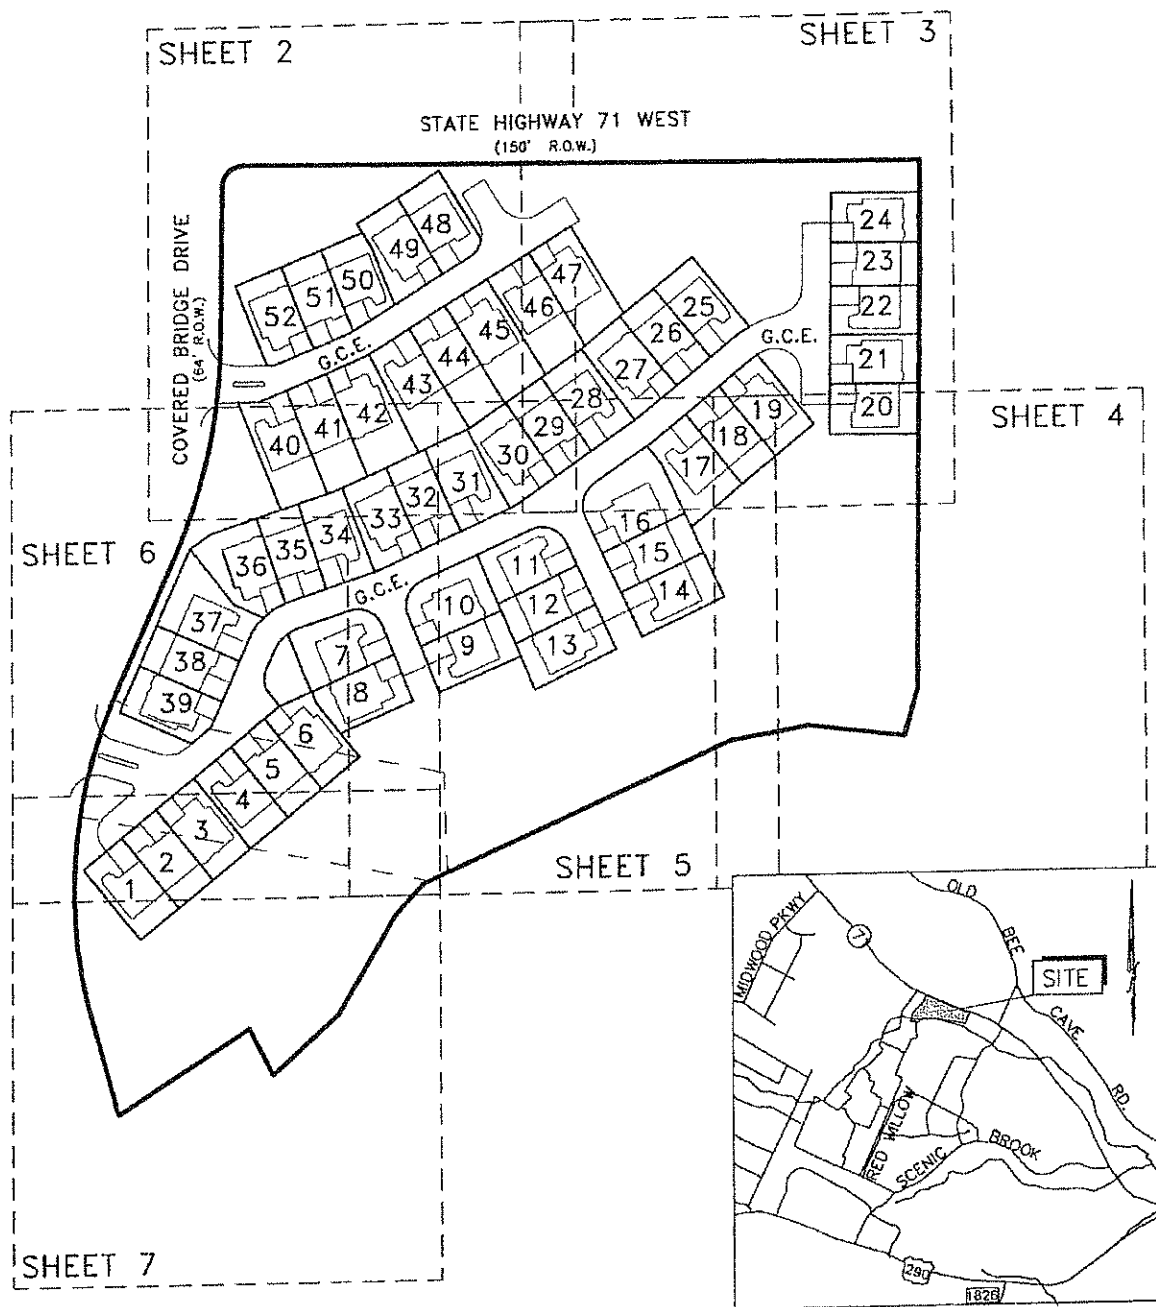 SHEET 2
SHEET 3
STATE HIGHWAY 71 WEST
(150' R.O.W.)
COVERED BRIDGE DRIVE
(64' R.O.W.)
24
23
22
21
20
48
49
50
51
52
47
46
45
44
43
42
41
40
G.C.E.
25
26
27
28
29
30
31
32
33
34
35
36
G.C.E.
19
18
17
16
15
14
SHEET 4
SHEET 6
G.C.E.
37
38
39
11
12
13
10
9
7
8
6
5
4
3
2
1
SHEET 5
SHEET 7
MIDWOOD PKWY
7
OLD
BEE
CAVE
RD.
SITE
RED WILLOW
SCENIC
BROOK
290
1826